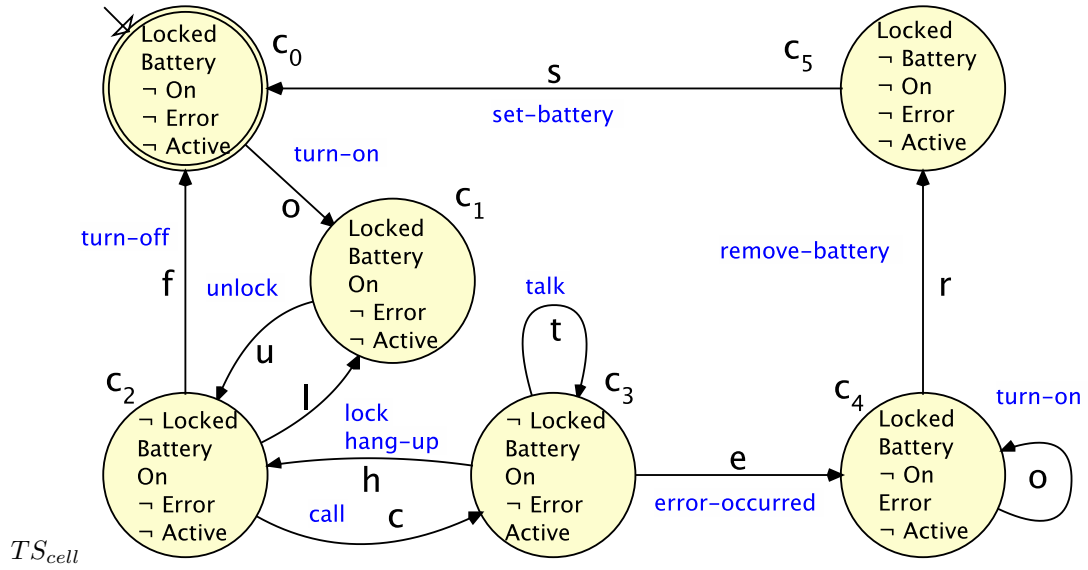 Locked
Battery
¬ On
¬ Error
¬ Active
c0
turn-on
o
s
set-battery
c5
Locked
¬ Battery
¬ On
¬ Error
¬ Active
c1
Locked
Battery
On
¬ Error
¬ Active
turn-off
f
unlock
u
l
lock
hang-up
h
call
c
talk
t
remove-battery
r
c2
¬ Locked
Battery
On
¬ Error
¬ Active
c3
¬ Locked
Battery
On
¬ Error
Active
e
error-occurred
c4
Locked
Battery
¬ On
Error
¬ Active
turn-on
o
TScell